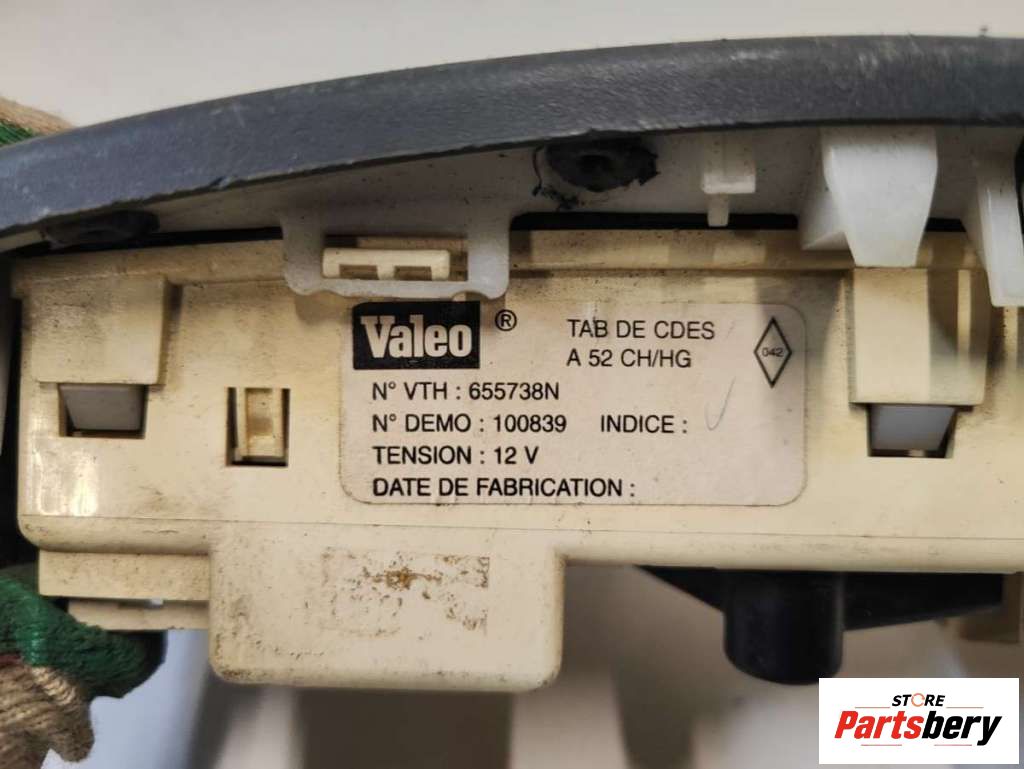 Valeo ®
TAB DE CDES
A 52 CH/HG
042
N° VTH : 655738N
N° DEMO : 100839 INDICE :
TENSION : 12 V
DATE DE FABRICATION :
STORE
Partsbery